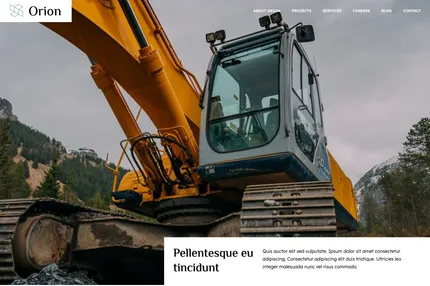 Orion
ABOUT ORION PROJECTS SERVICES CAREERS BLOG CONTACT
Pellentesque eu
tincidunt
Quis auctor elit sed vulputate. Ipsum dolor sit amet consectetur
adipiscing. Consectetur adipiscing elit duis tristique. Ultricies leo
integer malesuada nunc vel risus commodo.